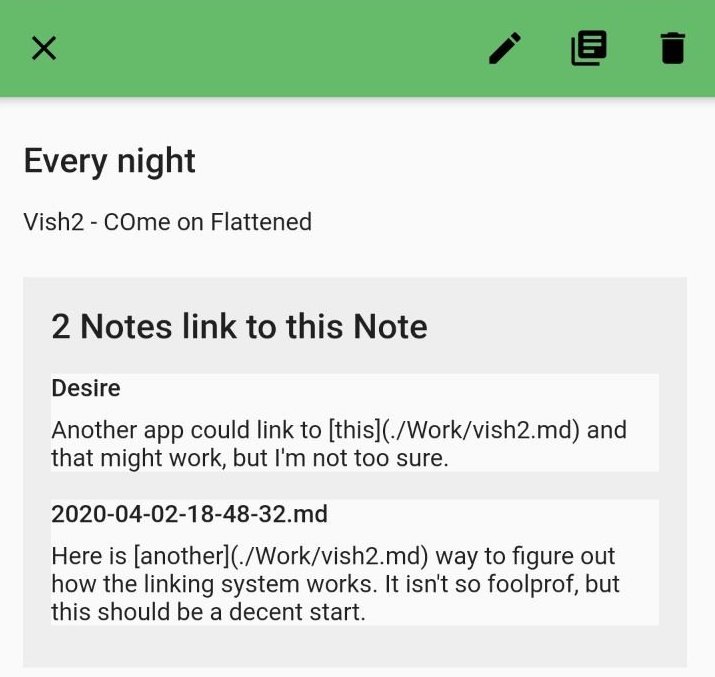 Every night
Vish2 - COme on Flattened
2 Notes link to this Note
Desire
Another app could link to [this](./Work/vish2.md) and
that might work, but I'm not too sure.
2020-04-02-18-48-32.md
Here is [another](./Work/vish2.md) way to figure out
how the linking system works. It isn't so foolprof, but
this should be a decent start.